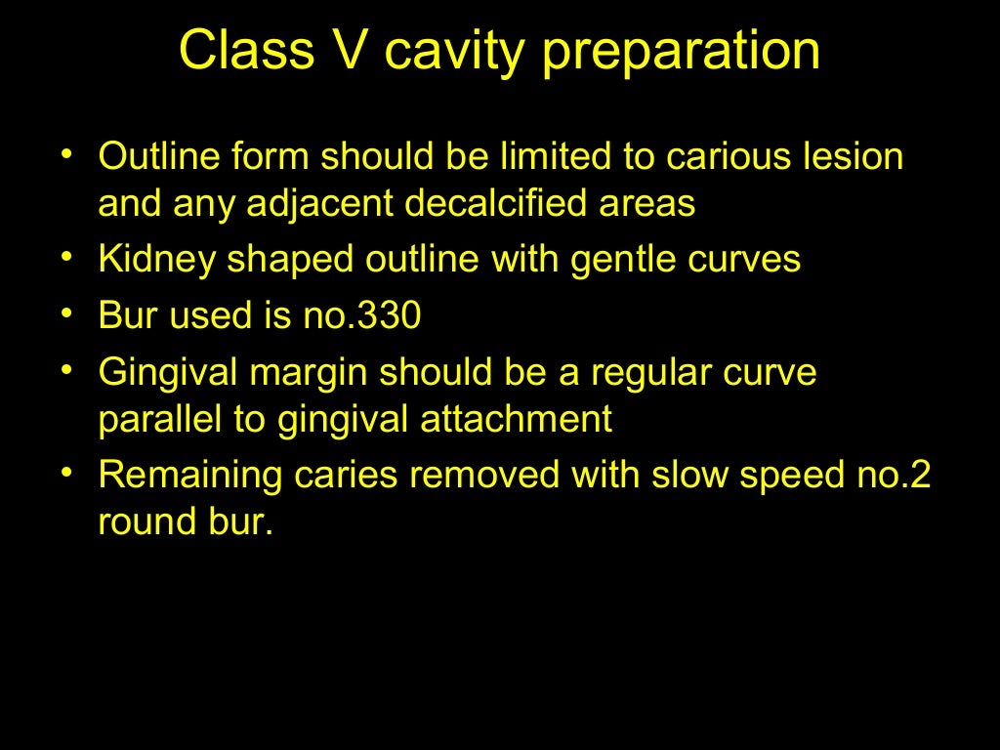 Class V cavity preparation
• Outline form should be limited to carious lesion
and any adjacent decalcified areas
• Kidney shaped outline with gentle curves
• Bur used is no.330
• Gingival margin should be a regular curve
parallel to gingival attachment
• Remaining caries removed with slow speed no.2
round bur.